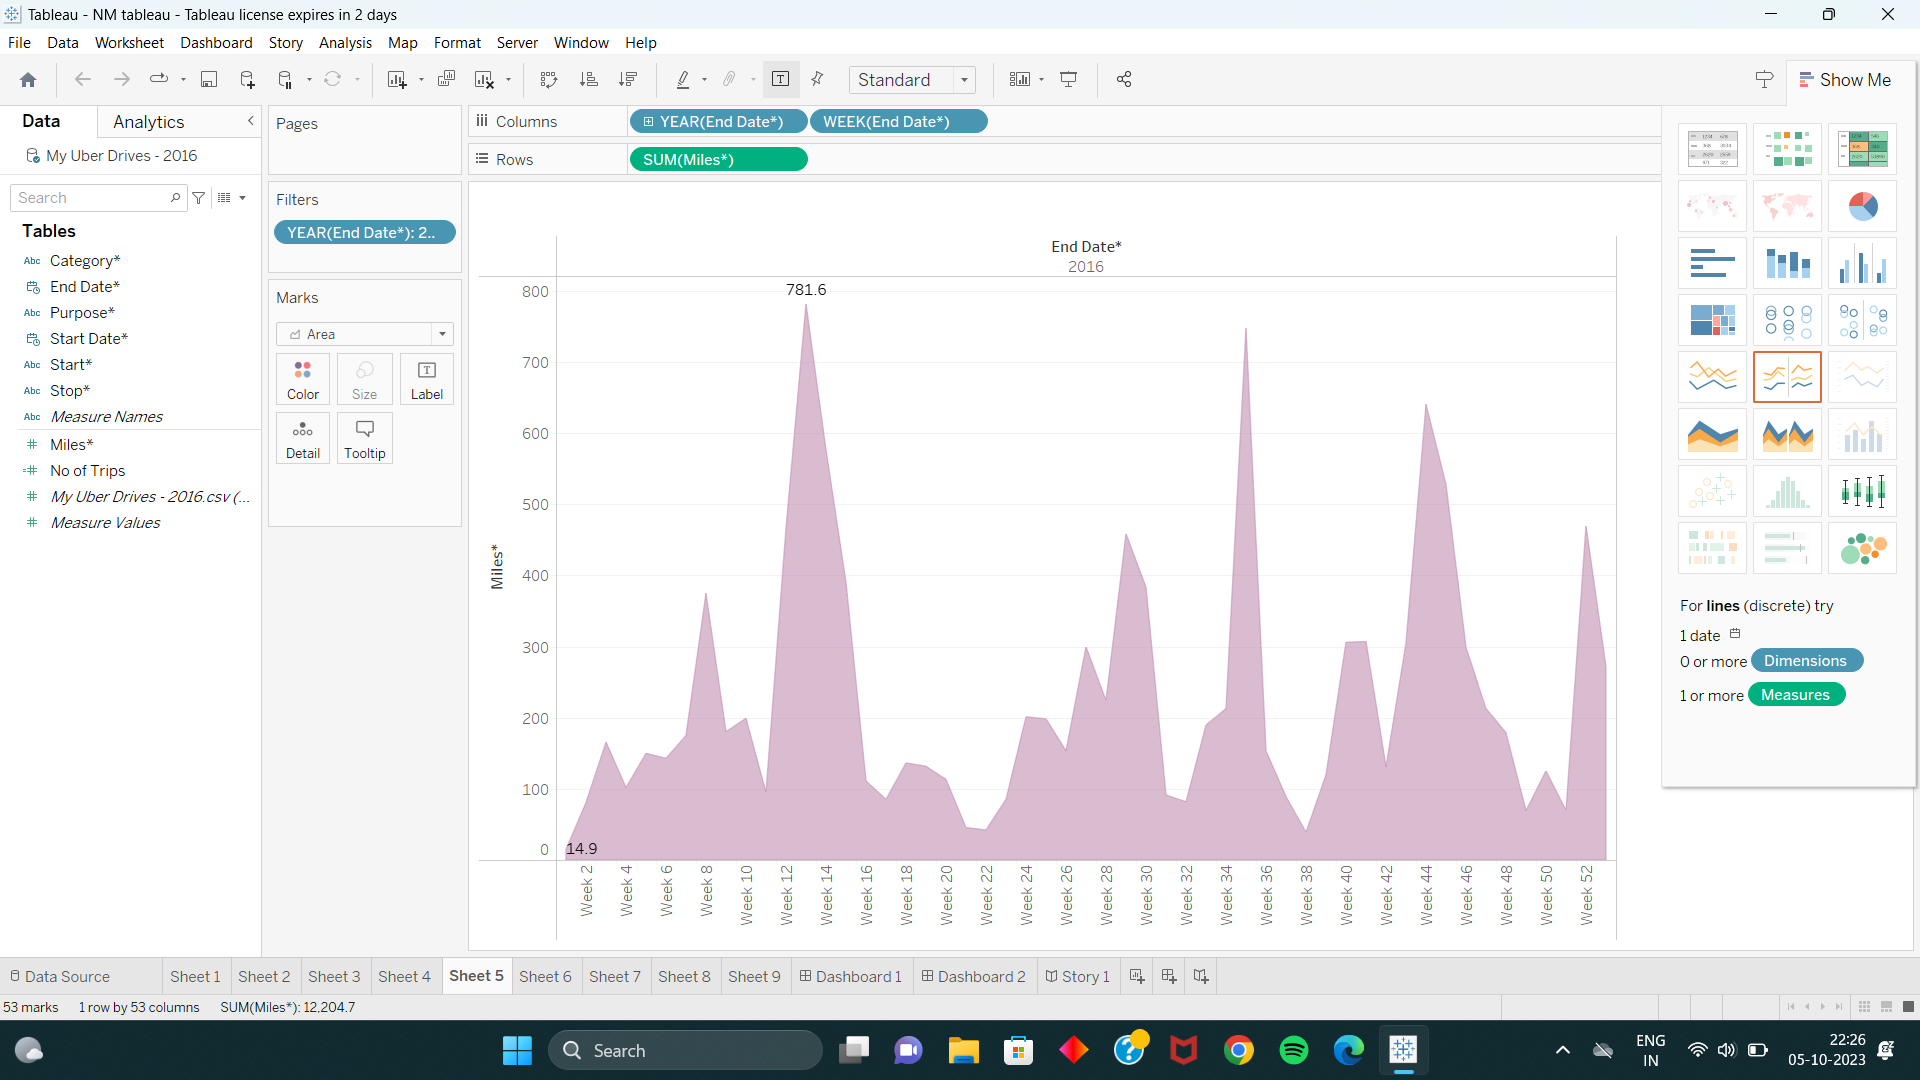 Tableau - NM tableau - Tableau license expires in 2 days
File Data Worksheet Dashboard Story Analysis Map Format Server Window Help
Standard
Show Me
Data
Analytics
My Uber Drives - 2016
Search
Tables
Abc Category*
End Date*
Abc Purpose*
Start Date*
Abc Start*
Abc Stop*
Abc Measure Names
# Miles*
=# No of Trips
# My Uber Drives - 2016.csv (...
# Measure Values
Pages
Filters
YEAR(End Date*): 2..
Marks
Area
Color
Size
Label
Detail
Tooltip
Columns
YEAR(End Date*)
WEEK(End Date*)
Rows
SUM(Miles*)
End Date*
2016
Miles*
800
700
600
500
400
300
200
100
0
781.6
14.9
Week 2
Week 4
Week 6
Week 8
Week 10
Week 12
Week 14
Week 16
Week 18
Week 20
Week 22
Week 24
Week 26
Week 28
Week 30
Week 32
Week 34
Week 36
Week 38
Week 40
Week 42
Week 44
Week 46
Week 48
Week 50
Week 52
For lines (discrete) try
1 date
0 or more Dimensions
1 or more Measures
Data Source
Sheet 1
Sheet 2
Sheet 3
Sheet 4
Sheet 5
Sheet 6
Sheet 7
Sheet 8
Sheet 9
Dashboard 1
Dashboard 2
Story 1
53 marks
1 row by 53 columns
SUM(Miles*): 12,204.7
Search
ENG
IN
22:26
05-10-2023